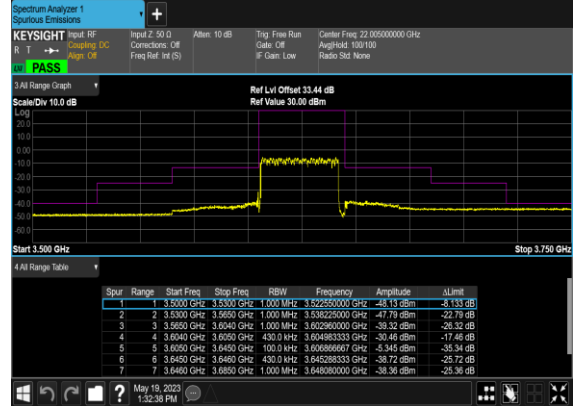 Spectrum Analyzer 1
Spurious Emissions
+
KEYSIGHT Input: RF Input Z: 50 Ω Atten: 10 dB Trig: Free Run Center Freq: 22.005000000 GHz
R T Coupling: DC Corrections: Off Gate: Off Avg|Hold: 100/100
Align: Off Freq Ref: Int (S) IF Gain: Low Radio Std: None
PASS
3 All Range Graph
Ref Lvl Offset 33.44 dB
Scale/Div 10.0 dB Ref Value 30.00 dBm
Log
20.0
10.0
0.00
-10.0
-20.0
-30.0
-40.0
-50.0
-60.0
Start 3.500 GHz Stop 3.750 GHz
4 All Range Table
Spur Range Start Freq Stop Freq RBW Frequency Amplitude ΔLimit
1 1 3.5000 GHz 3.5300 GHz 1.000 MHz 3.522550000 GHz -48.13 dBm -8.133 dB
2 2 3.5300 GHz 3.5650 GHz 1.000 MHz 3.538225000 GHz -47.79 dBm -22.79 dB
3 3 3.5650 GHz 3.6040 GHz 1.000 MHz 3.602960000 GHz -39.32 dBm -26.32 dB
4 4 3.6040 GHz 3.6050 GHz 430.0 kHz 3.604983333 GHz -30.46 dBm -17.46 dB
5 5 3.6050 GHz 3.6450 GHz 100.0 kHz 3.606866667 GHz -5.345 dBm -35.34 dB
6 6 3.6450 GHz 3.6460 GHz 430.0 kHz 3.645288333 GHz -38.72 dBm -25.72 dB
7 7 3.6460 GHz 3.6850 GHz 1.000 MHz 3.648080000 GHz -38.36 dBm -25.36 dB
? May 19, 2023
1:32:38 PM